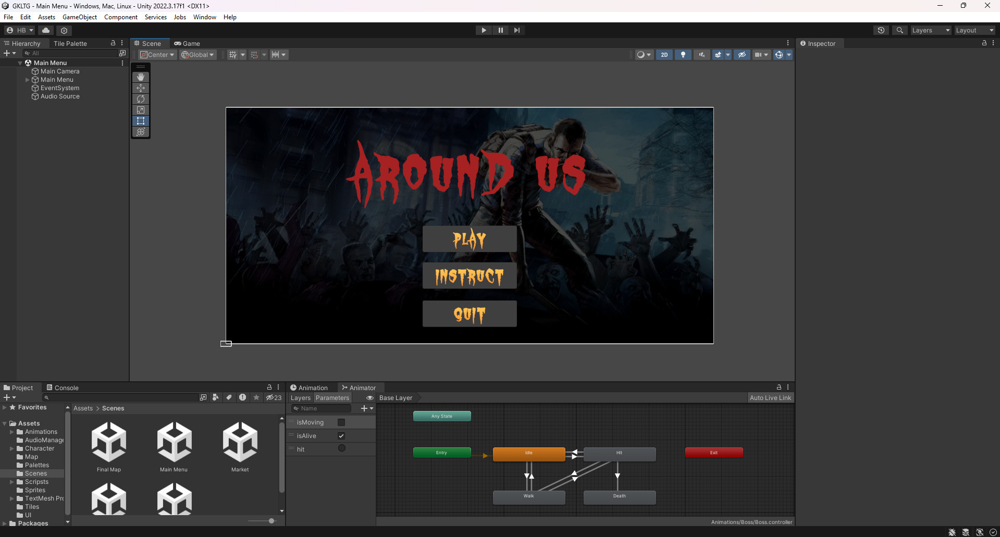 GKLTG - Main Menu - Windows, Mac, Linux - Unity 2022.3.17f1 <DX11>
File Edit Assets GameObject Component Services Jobs Window Help
HB
Layers
Layout
Hierarchy
Tile Palette
All
Main Menu
Main Camera
Main Menu
EventSystem
Audio Source
Scene
Game
Center
Global
2D
AROUND US
PLAY
INSTRUCT
QUIT
Inspector
Project
Console
23
Favorites
Assets
Animations
AudioManage
Character
Map
Palettes
Scenes
Scripsts
Sprites
TextMesh Pro
Tiles
UI
Packages
Assets > Scenes
Final Map
Main Menu
Market
Animation
Animator
Layers
Parameters
Base Layer
Auto Live Link
Name
isMoving
isAlive
hit
Any State
Entry
Idle
Hit
Exit
Walk
Death
Animations/Boss/Boss.controller